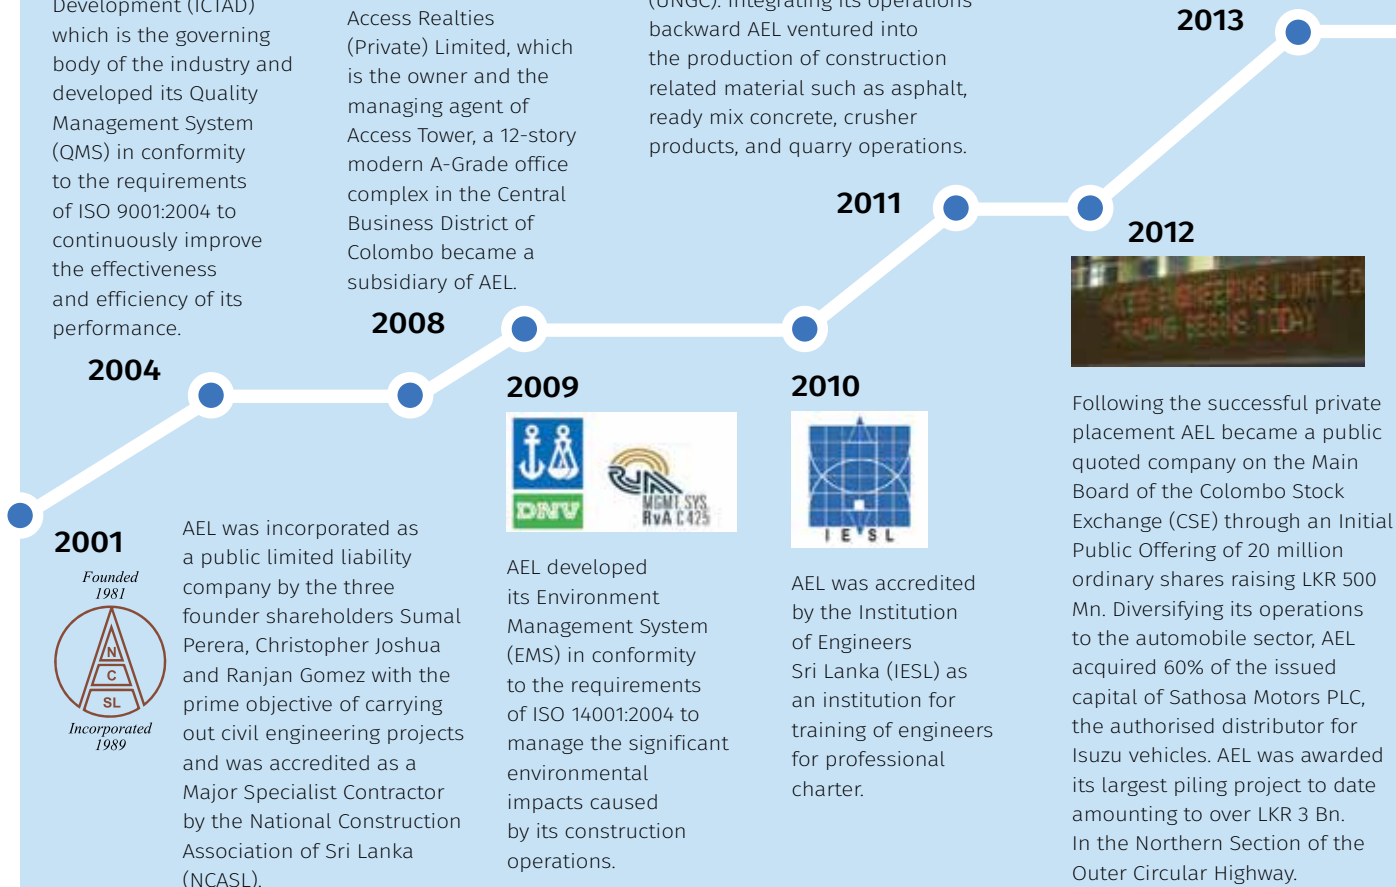 Development (ICTAD)
which is the governing
body of the industry and
developed its Quality
Management System
(QMS) in conformity
to the requirements
of ISO 9001:2004 to
continuously improve
the effectiveness
and efficiency of its
performance.
2004
Access Realties
(Private) Limited, which
is the owner and the
managing agent of
Access Tower, a 12-story
modern A-Grade office
complex in the Central
Business District of
Colombo became a
subsidiary of AEL.
2008
(UNGC). Integrating its operations
backward AEL ventured into
the production of construction
related material such as asphalt,
ready mix concrete, crusher
products, and quarry operations.
2011
2013
2001
Founded
1981
N
C
SL
Incorporated
1989
AEL was incorporated as
a public limited liability
company by the three
founder shareholders Sumal
Perera, Christopher Joshua
and Ranjan Gomez with the
prime objective of carrying
out civil engineering projects
and was accredited as a
Major Specialist Contractor
by the National Construction
Association of Sri Lanka
(NCASL).
2009
DNV
MGMT SYS
RvA C425
AEL developed
its Environment
Management System
(EMS) in conformity
to the requirements
of ISO 14001:2004 to
manage the significant
environmental
impacts caused
by its construction
operations.
2010
IESL
AEL was accredited
by the Institution
of Engineers
Sri Lanka (IESL) as
an institution for
training of engineers
for professional
charter.
2012
ACCESS ENGINEERING LIMITED
TRADING BEGINS TODAY
Following the successful private
placement AEL became a public
quoted company on the Main
Board of the Colombo Stock
Exchange (CSE) through an Initial
Public Offering of 20 million
ordinary shares raising LKR 500
Mn. Diversifying its operations
to the automobile sector, AEL
acquired 60% of the issued
capital of Sathosa Motors PLC,
the authorised distributor for
Isuzu vehicles. AEL was awarded
its largest piling project to date
amounting to over LKR 3 Bn.
In the Northern Section of the
Outer Circular Highway.